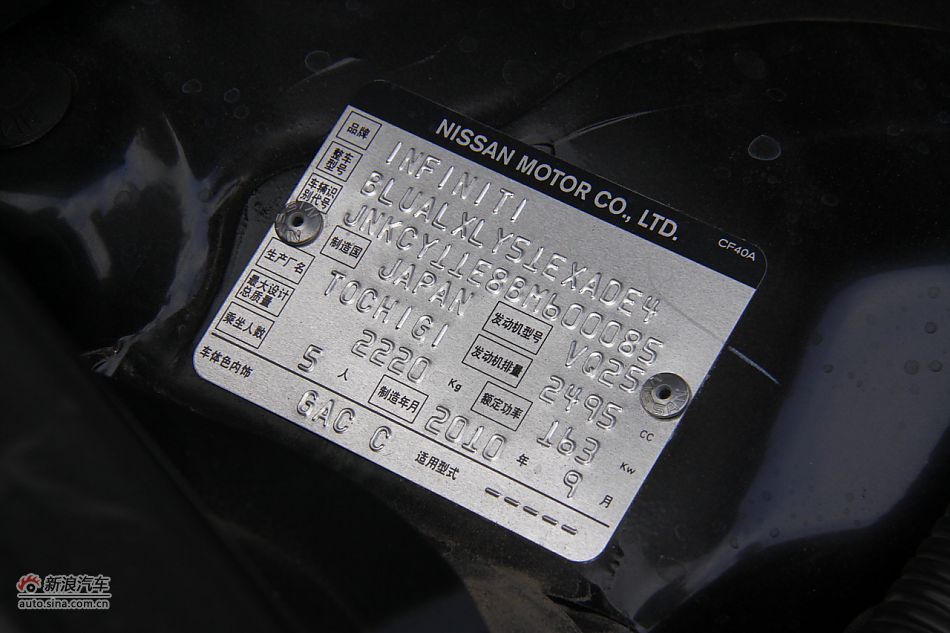 NISSAN MOTOR CO., LTD.
CF40A
品牌 INFINITI
整车型号 BLUALXLY51EXADE4
车辆识别代号 JNKCY11E8BM600085
制造国 JAPAN 发动机型号 VQ25
生产厂名 TOCHIGI 发动机排量 2495 CC
最大设计总质量 2220 Kg 额定功率 163 Kw
乘坐人数 5 人 制造年月 2010 年 9 月
车体色内饰 GAC C 适用型式 -----
新浪汽车
auto.sina.com.cn